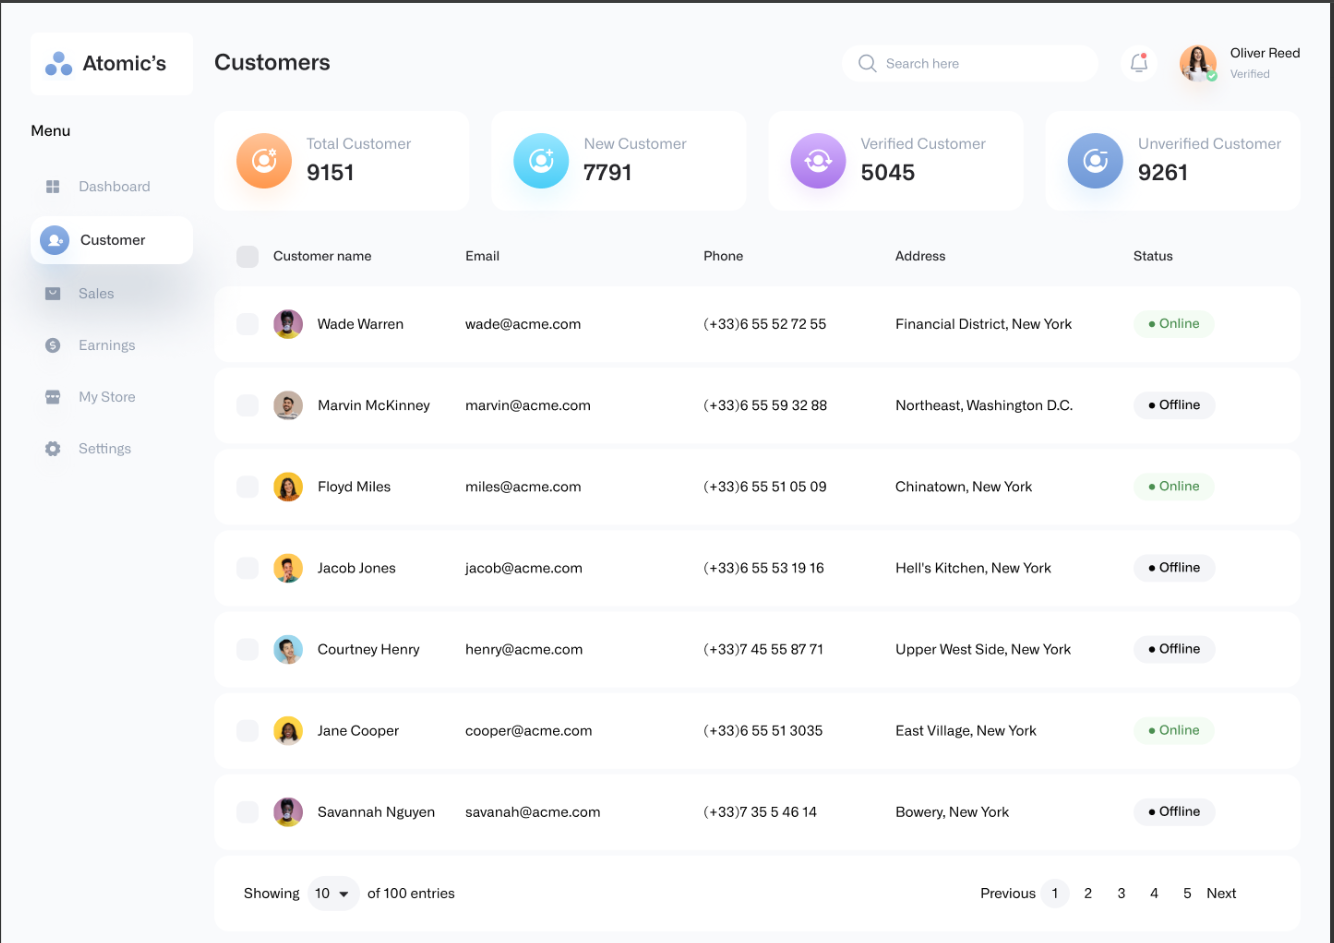 Atomic's
Customers
Search here
Oliver Reed
Verified
Menu
Dashboard
Customer
Sales
Earnings
My Store
Settings
Total Customer
9151
New Customer
7791
Verified Customer
5045
Unverified Customer
9261
Customer name Email Phone Address Status
Wade Warren wade@acme.com (+33)6 55 52 72 55 Financial District, New York Online
Marvin McKinney marvin@acme.com (+33)6 55 59 32 88 Northeast, Washington D.C. Offline
Floyd Miles miles@acme.com (+33)6 55 51 05 09 Chinatown, New York Online
Jacob Jones jacob@acme.com (+33)6 55 53 19 16 Hell's Kitchen, New York Offline
Courtney Henry henry@acme.com (+33)7 45 55 87 71 Upper West Side, New York Offline
Jane Cooper cooper@acme.com (+33)6 55 51 3035 East Village, New York Online
Savannah Nguyen savanah@acme.com (+33)7 35 5 46 14 Bowery, New York Offline
Showing 10 of 100 entries Previous 1 2 3 4 5 Next